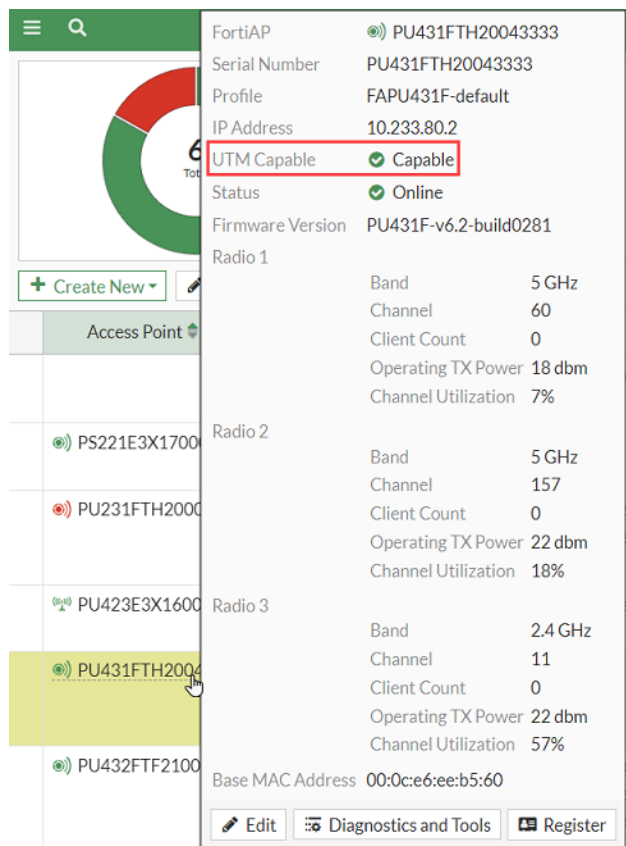 FortiAP PU431FTH20043333
Serial Number PU431FTH20043333
Profile FAPU431F-default
IP Address 10.233.80.2
UTM Capable Capable
Status Online
Firmware Version PU431F-v6.2-build0281
Radio 1
Band 5 GHz
Channel 60
Client Count 0
Operating TX Power 18 dbm
Channel Utilization 7%
Radio 2
Band 5 GHz
Channel 157
Client Count 0
Operating TX Power 22 dbm
Channel Utilization 18%
Radio 3
Band 2.4 GHz
Channel 11
Client Count 0
Operating TX Power 22 dbm
Channel Utilization 57%
Base MAC Address 00:0c:e6:ee:b5:60
Edit Diagnostics and Tools Register
6
Tot
+ Create New
Access Point
PS221E3X1700
PU231FTH2000
PU423E3X1600
PU431FTH2004
PU432FTF2100